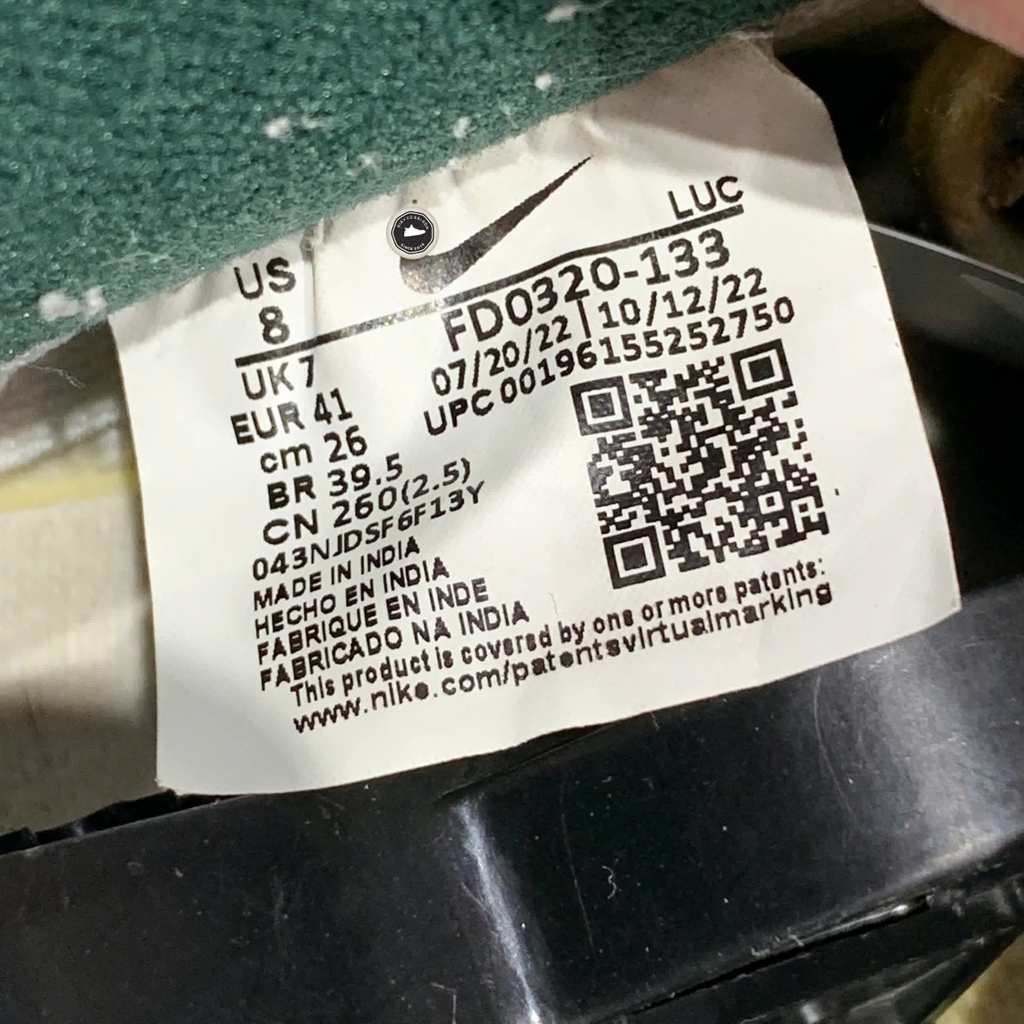 US
8
LUC
FD0320-133
07/20/22 | 10/12/22
UPC 00196155252750
UK 7
EUR 41
cm 26
BR 39.5
CN 260(2.5)
043NJDSF6F13Y
MADE IN INDIA
HECHO EN INDIA
FABRIQUE EN INDE
FABRICADO NA INDIA
This product is covered by one or more patents:
www.nike.com/patentsvirtualmarking